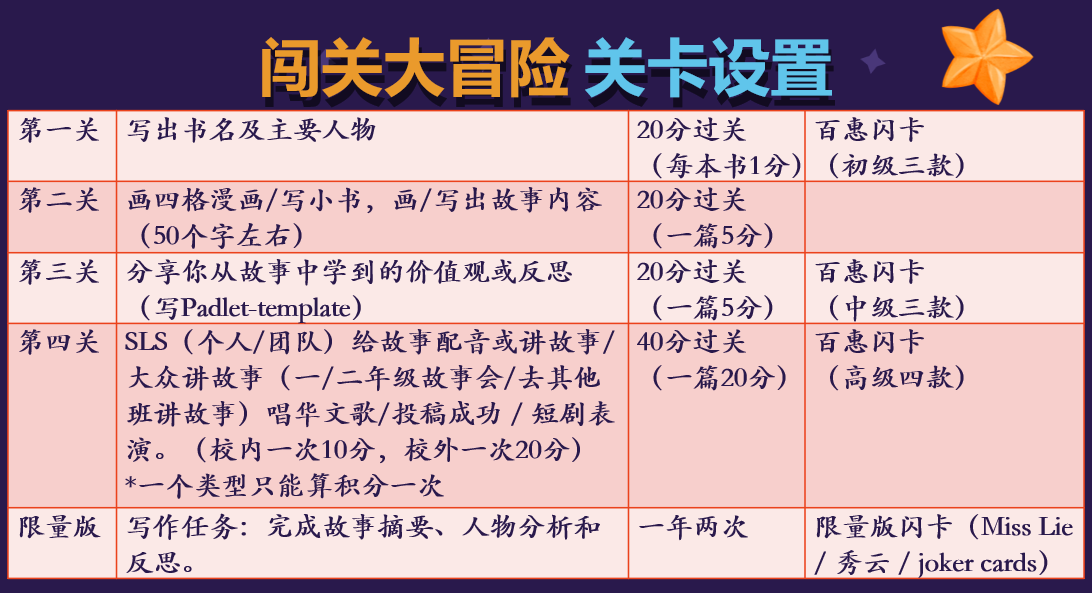 闯关大冒险 关卡设置
第一关
写出书名及主要人物
20分过关
（每本书1分）
百惠闪卡
（初级三款）
第二关
画四格漫画/写小书，画/写出故事内容
（50个字左右）
20分过关
（一篇5分）
第三关
分享你从故事中学到的价值观或反思
（写Padlet-template）
20分过关
（一篇5分）
百惠闪卡
（中级三款）
第四关
SLS（个人/团队）给故事配音或讲故事/
大众讲故事（一/二年级故事会/去其他
班讲故事）唱华文歌/投稿成功 / 短剧表
演。（校内一次10分，校外一次20分）
*一个类型只能算积分一次
40分过关
（一篇20分）
百惠闪卡
（高级四款）
限量版
写作任务：完成故事摘要、人物分析和
反思。
一年两次
限量版闪卡（Miss Lie
/ 秀云 / joker cards）